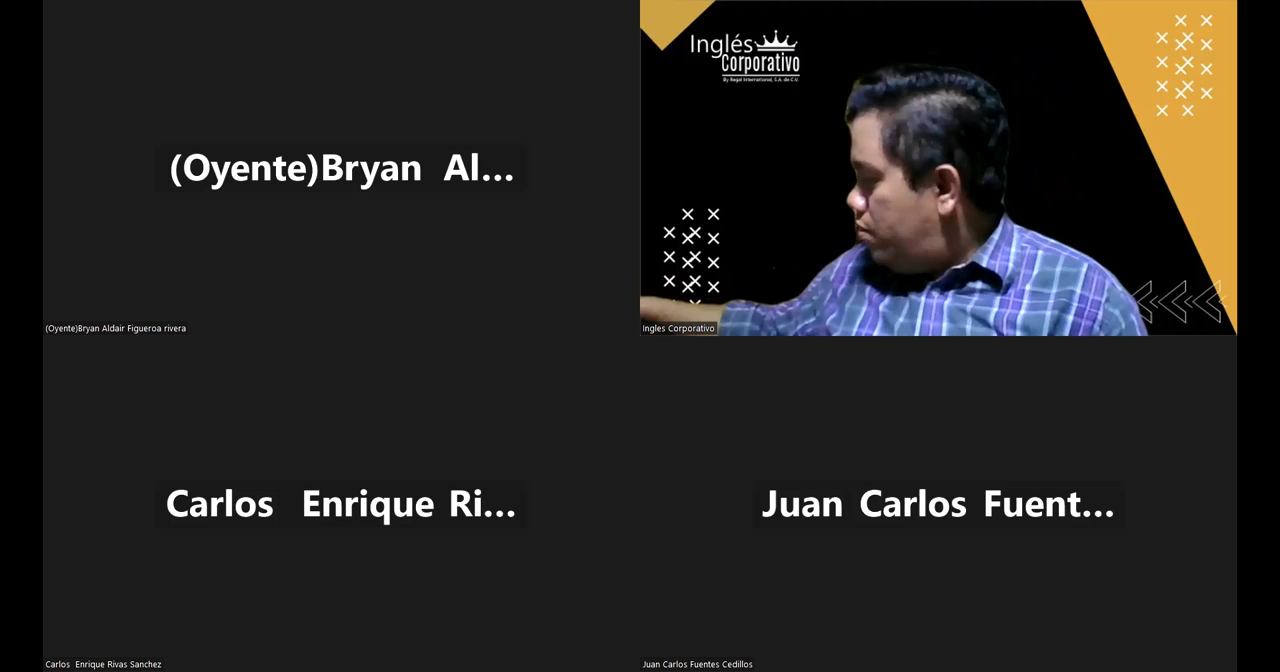 (Oyente)Bryan Al...
(Oyente)Bryan Aldair Figueroa rivera
Inglés
Corporativo
By Regal International, S.A. de C.V.
Ingles Corporativo
Carlos Enrique Ri...
Carlos Enrique Rivas Sanchez
Juan Carlos Fuent...
Juan Carlos Fuentes Cedillos